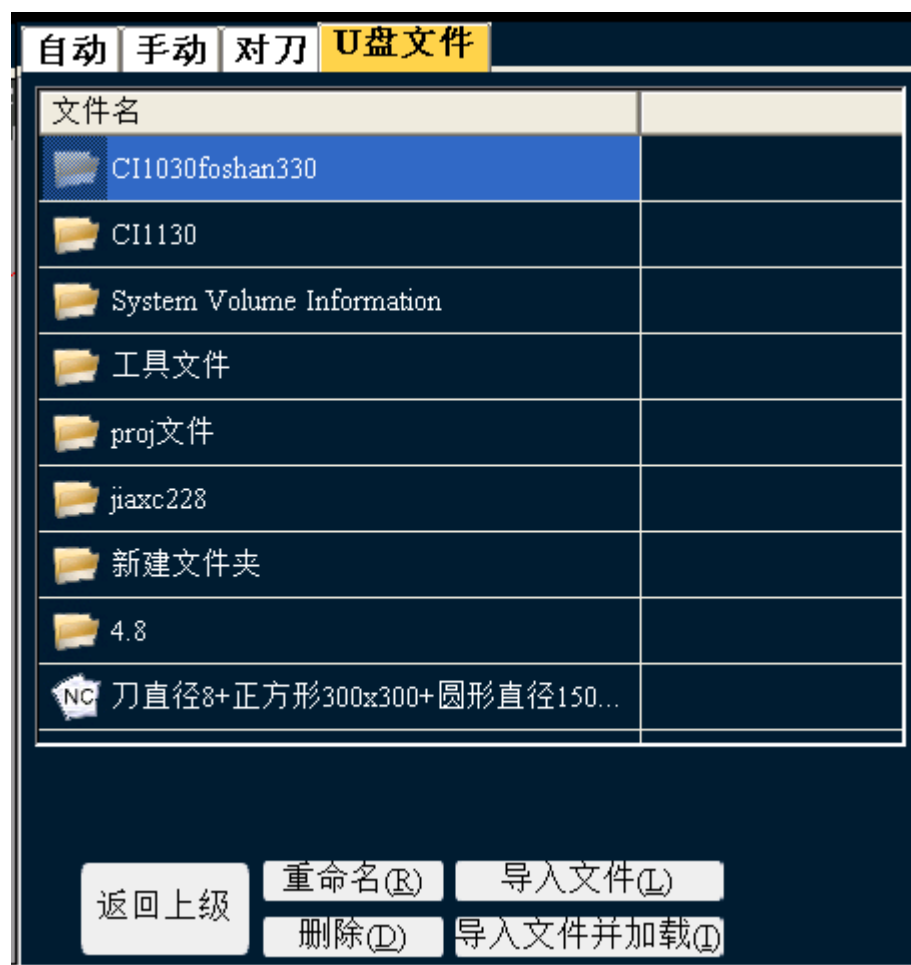 自动 手动 对刀 U盘文件
文件名
CI1030foshan330
CI1130
System Volume Information
工具文件
proj文件
jiaxc228
新建文件夹
4.8
NC 刀直径8+正方形300x300+圆形直径150...
返回上级 重命名(R) 导入文件(L)
删除(D) 导入文件并加载(I)